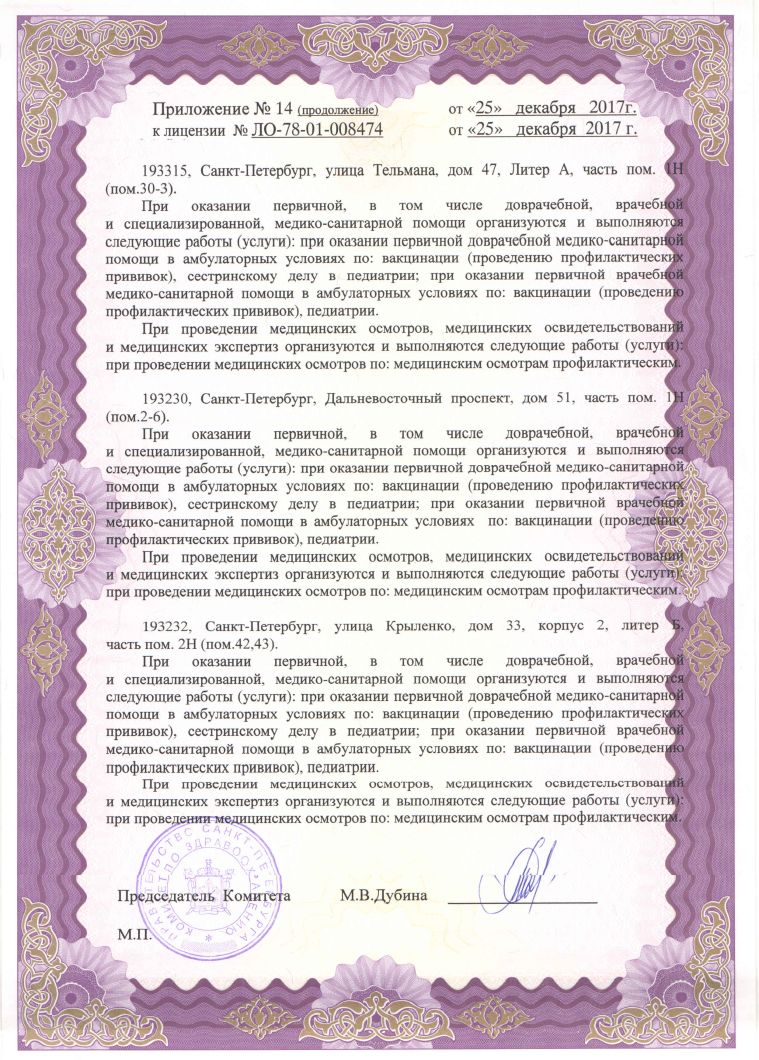 Приложение № 14 (продолжение) от «25» декабря 2017г.
к лицензии № ЛО-78-01-008474 от «25» декабря 2017 г.
193315, Санкт-Петербург, улица Тельмана, дом 47, Литер А, часть пом. 1Н
(пом.30-3).
При оказании первичной, в том числе доврачебной, врачебной
и специализированной, медико-санитарной помощи организуются и выполняются
следующие работы (услуги): при оказании первичной доврачебной медико-санитарной
помощи в амбулаторных условиях по: вакцинации (проведению профилактических
прививок), сестринскому делу в педиатрии; при оказании первичной врачебной
медико-санитарной помощи в амбулаторных условиях по: вакцинации (проведению
профилактических прививок), педиатрии.
При проведении медицинских осмотров, медицинских освидетельствований
и медицинских экспертиз организуются и выполняются следующие работы (услуги):
при проведении медицинских осмотров по: медицинским осмотрам профилактическим.
193230, Санкт-Петербург, Дальневосточный проспект, дом 51, часть пом. 1Н
(пом.2-6).
При оказании первичной, в том числе доврачебной, врачебной
и специализированной, медико-санитарной помощи организуются и выполняются
следующие работы (услуги): при оказании первичной доврачебной медико-санитарной
помощи в амбулаторных условиях по: вакцинации (проведению профилактических
прививок), сестринскому делу в педиатрии; при оказании первичной врачебной
медико-санитарной помощи в амбулаторных условиях по: вакцинации (проведению
профилактических прививок), педиатрии.
При проведении медицинских осмотров, медицинских освидетельствований
и медицинских экспертиз организуются и выполняются следующие работы (услуги):
при проведении медицинских осмотров по: медицинским осмотрам профилактическим.
193232, Санкт-Петербург, улица Крыленко, дом 33, корпус 2, литер Б,
часть пом. 2Н (пом.42,43).
При оказании первичной, в том числе доврачебной, врачебной
и специализированной, медико-санитарной помощи организуются и выполняются
следующие работы (услуги): при оказании первичной доврачебной медико-санитарной
помощи в амбулаторных условиях по: вакцинации (проведению профилактических
прививок), сестринскому делу в педиатрии; при оказании первичной врачебной
медико-санитарной помощи в амбулаторных условиях по: вакцинации (проведению
профилактических прививок), педиатрии.
При проведении медицинских осмотров, медицинских освидетельствований
и медицинских экспертиз организуются и выполняются следующие работы (услуги):
при проведении медицинских осмотров по: медицинским осмотрам профилактическим.
ПРАВИТЕЛЬСТВО САНКТ-ПЕТЕРБУРГА
КОМИТЕТ ПО ЗДРАВООХРАНЕНИЮ
Председатель Комитета М.В.Дубина
М.П.